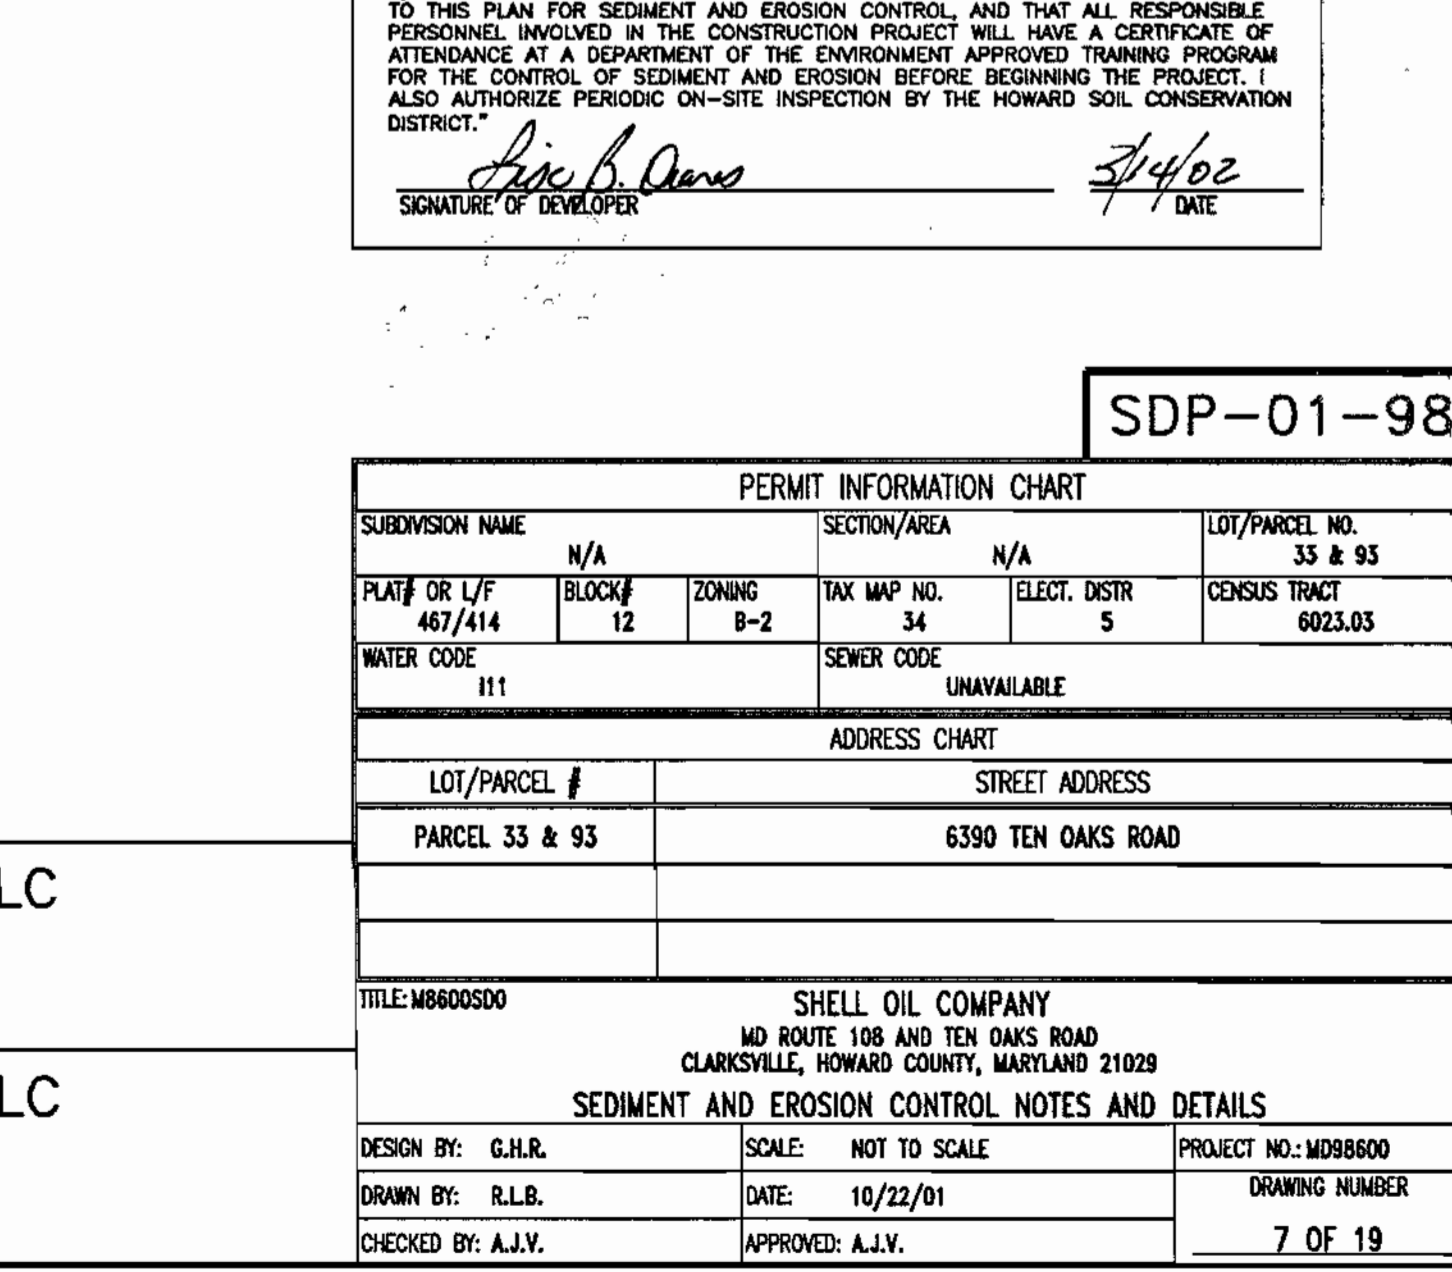 TO THIS PLAN FOR SEDIMENT AND EROSION CONTROL, AND THAT ALL RESPONSIBLE
PERSONNEL INVOLVED IN THE CONSTRUCTION PROJECT WILL HAVE A CERTIFICATE OF
ATTENDANCE AT A DEPARTMENT OF THE ENVIRONMENT APPROVED TRAINING PROGRAM
FOR THE CONTROL OF SEDIMENT AND EROSION BEFORE BEGINNING THE PROJECT. I
ALSO AUTHORIZE PERIODIC ON-SITE INSPECTION BY THE HOWARD SOIL CONSERVATION
DISTRICT."
B. 3/14/02
SIGNATURE OF DEVELOPER DATE
SDP-01-98
PERMIT INFORMATION CHART
SUBDIVISION NAME SECTION/AREA LOT/PARCEL NO.
N/A N/A 33 & 93
PLAT# OR L/F BLOCK# ZONING TAX MAP NO. ELECT. DISTR CENSUS TRACT
467/414 12 B-2 34 5 6023.03
WATER CODE SEWER CODE
I11 UNAVAILABLE
ADDRESS CHART
LOT/PARCEL # STREET ADDRESS
PARCEL 33 & 93 6390 TEN OAKS ROAD
LC
LC
TITLE: M8600SD0 SHELL OIL COMPANY
MD ROUTE 108 AND TEN OAKS ROAD
CLARKSVILLE, HOWARD COUNTY, MARYLAND 21029
SEDIMENT AND EROSION CONTROL NOTES AND DETAILS
DESIGN BY: G.H.R. SCALE: NOT TO SCALE PROJECT NO.: MD98600
DRAWN BY: R.L.B. DATE: 10/22/01 DRAWING NUMBER
CHECKED BY: A.J.V. APPROVED: A.J.V. 7 OF 19